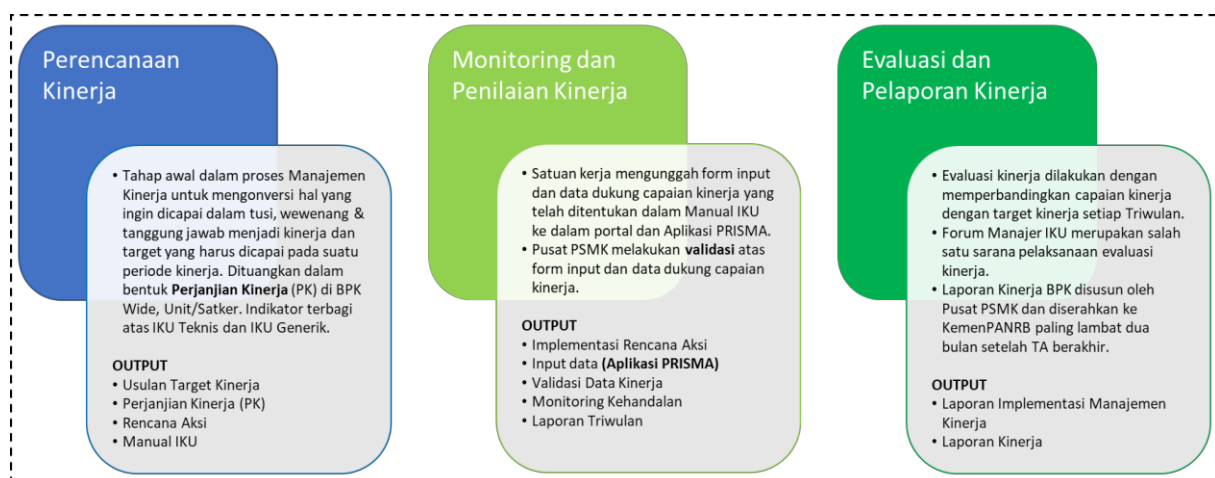 Perencanaan
Kinerja
• Tahap awal dalam proses Manajemen
Kinerja untuk mengonversi hal yang
ingin dicapai dalam tusi, wewenang &
tanggung jawab menjadi kinerja dan
target yang harus dicapai pada suatu
periode kinerja. Dituangkan dalam
bentuk Perjanjian Kinerja (PK) di BPK
Wide, Unit/Satker. Indikator terbagi
atas IKU Teknis dan IKU Generik.
OUTPUT
• Usulan Target Kinerja
• Perjanjian Kinerja (PK)
• Rencana Aksi
• Manual IKU
Monitoring dan
Penilaian Kinerja
• Satuan kerja mengunggah form input
dan data dukung capaian kinerja yang
telah ditentukan dalam Manual IKU
ke dalam portal dan Aplikasi PRISMA.
• Pusat PSMK melakukan validasi atas
form input dan data dukung capaian
kinerja.
OUTPUT
• Implementasi Rencana Aksi
• Input data (Aplikasi PRISMA)
• Validasi Data Kinerja
• Monitoring Kehandalan
• Laporan Triwulan
Evaluasi dan
Pelaporan Kinerja
• Evaluasi kinerja dilakukan dengan
memperbandingkan capaian kinerja
dengan target kinerja setiap Triwulan.
• Forum Manajer IKU merupakan salah
satu sarana pelaksanaan evaluasi
kinerja.
• Laporan Kinerja BPK disusun oleh
Pusat PSMK dan diserahkan ke
KemenPANRB paling lambat dua
bulan setelah TA berakhir.
OUTPUT
• Laporan Implementasi Manajemen
Kinerja
• Laporan Kinerja